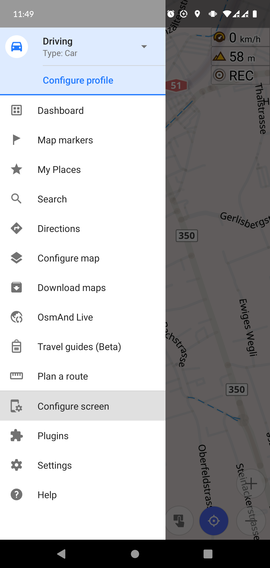 11:49
Driving
Type: Car
Configure profile
Dashboard
Map markers
My Places
Search
Directions
Configure map
Download maps
OsmAnd Live
Travel guides (Beta)
Plan a route
Configure screen
Plugins
Settings
Help
0 km/h
58 m
REC
51
Thalstrasse
Gerlisbergst
350
Ewiges Wegli
350
Oberfeldstras